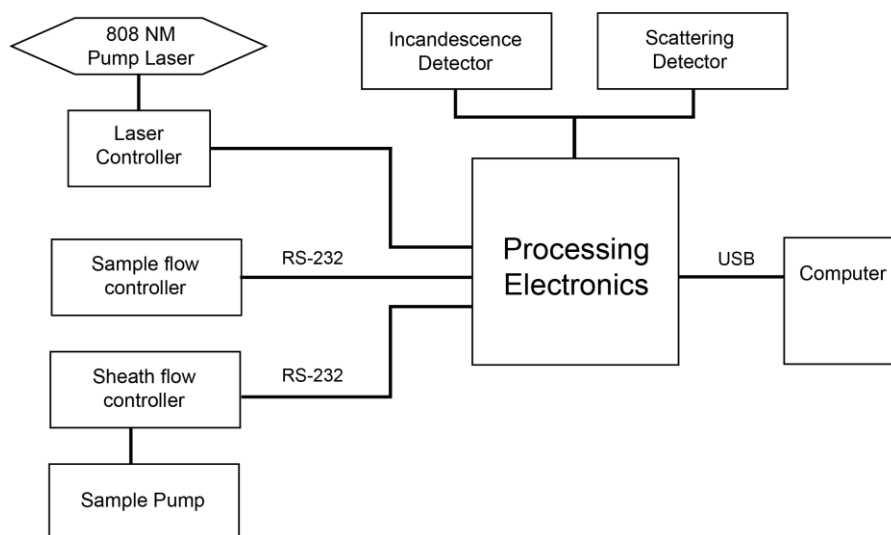 808 NM
Pump Laser
Incandescence
Detector
Scattering
Detector
Laser
Controller
Processing
Electronics
Sample flow
controller
RS-232
USB
Computer
Sheath flow
controller
RS-232
Sample Pump